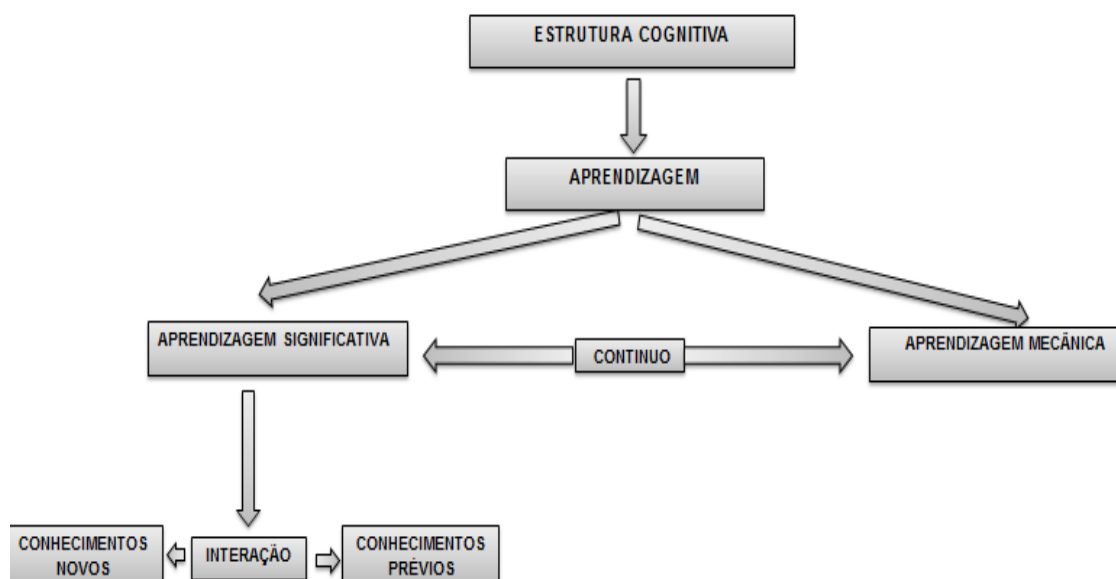 ESTRUTURA COGNITIVA
APRENDIZAGEM
APRENDIZAGEM SIGNIFICATIVA
CONTINUO
APRENDIZAGEM MECÂNICA
CONHECIMENTOS
NOVOS
INTERAÇÃO
CONHECIMENTOS
PRÉVIOS